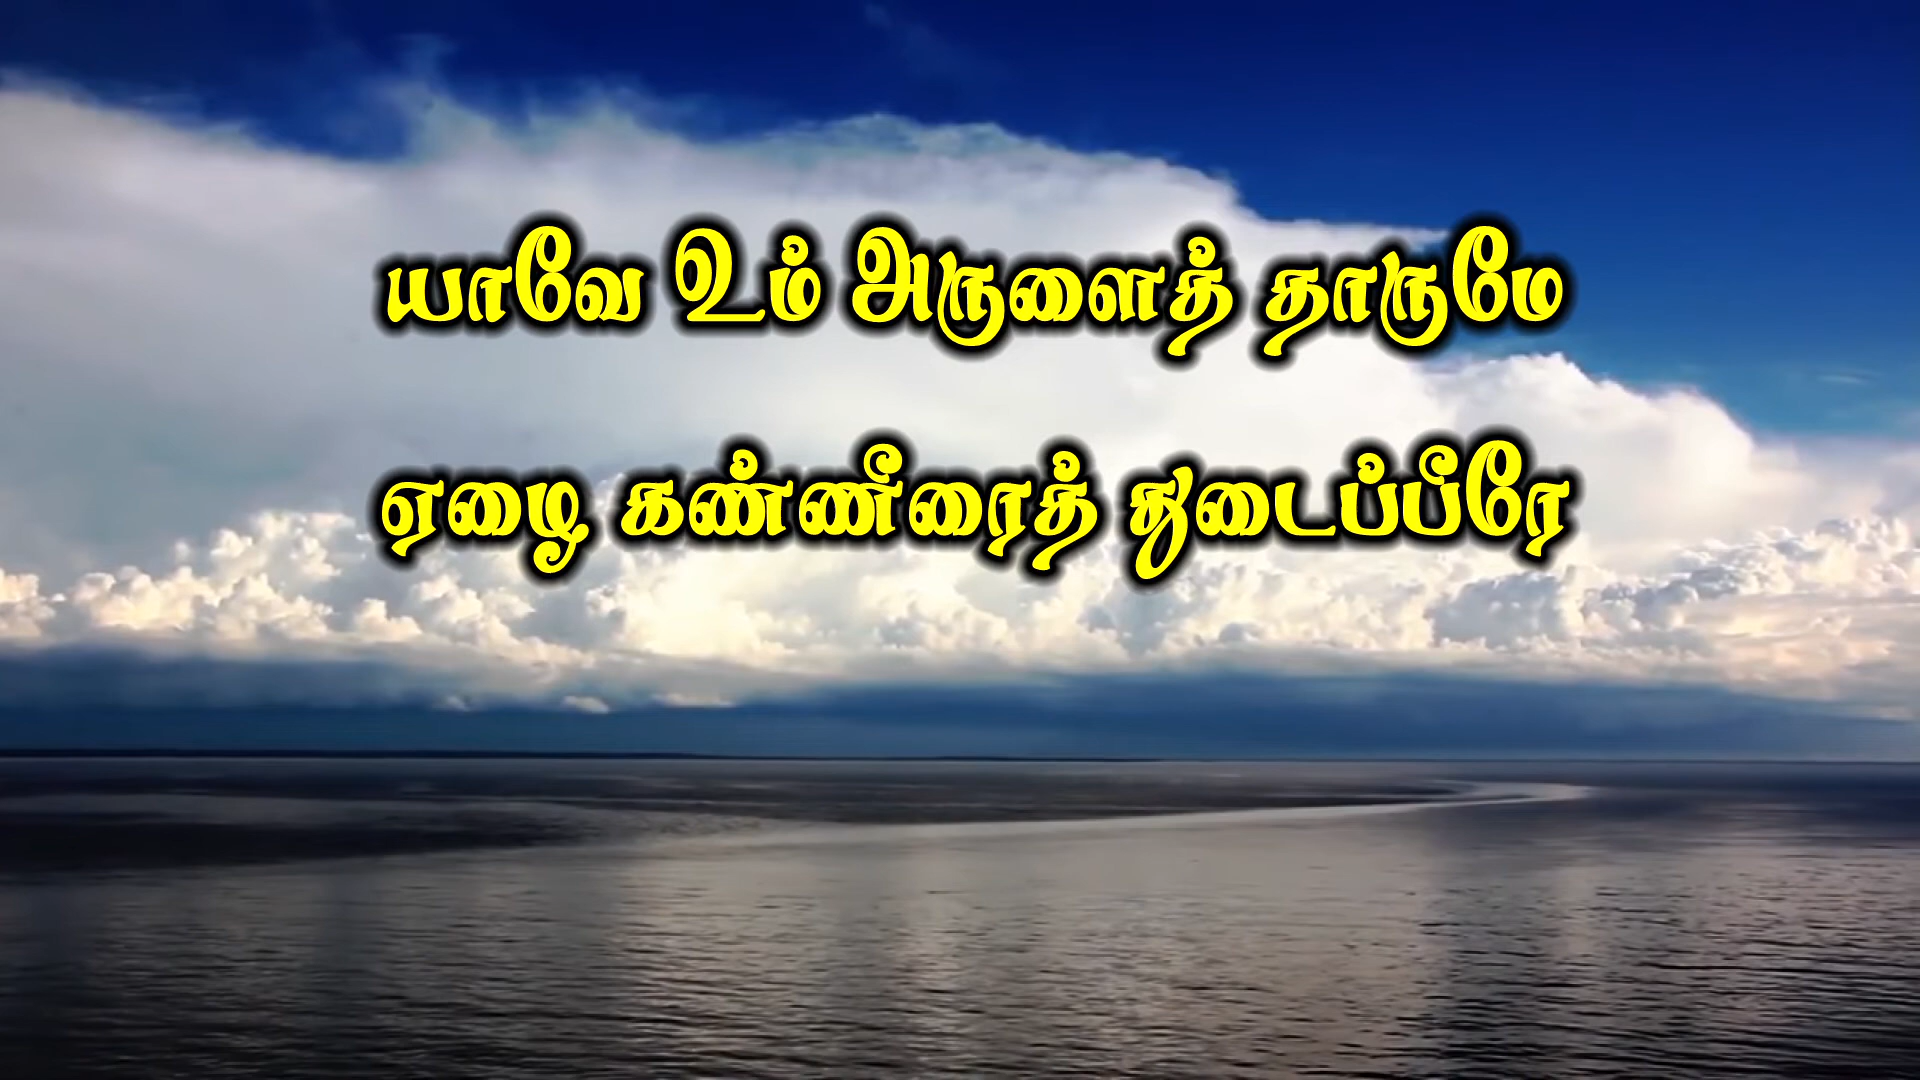 யாவே உம் அருளைத் தாருமே
ஏழை கண்ணீரைத் துடைப்பீரே